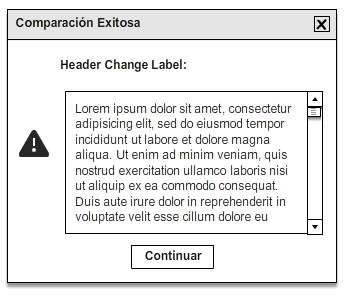 Comparación Exitosa
Header Change Label:
Lorem ipsum dolor sit amet, consectetur
adipisicing elit, sed do eiusmod tempor
incididunt ut labore et dolore magna
aliqua. Ut enim ad minim veniam, quis
nostrud exercitation ullamco laboris nisi
ut aliquip ex ea commodo consequat.
Duis aute irure dolor in reprehenderit in
voluptate velit esse cillum dolore eu
Continuar